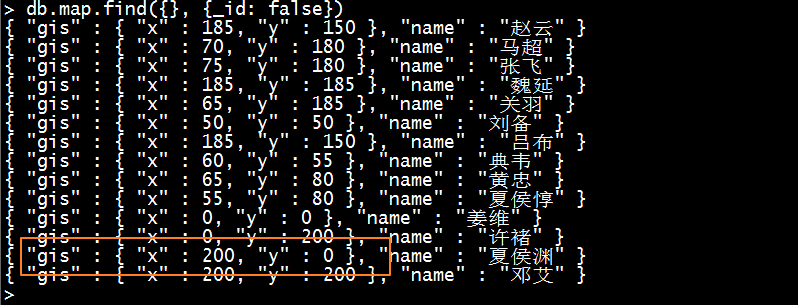 > db.map.find({}, {_id: false})
{ "gis" : { "x" : 185, "y" : 150 }, "name" : "赵云" }
{ "gis" : { "x" : 70, "y" : 180 }, "name" : "马超" }
{ "gis" : { "x" : 75, "y" : 180 }, "name" : "张飞" }
{ "gis" : { "x" : 185, "y" : 185 }, "name" : "魏延" }
{ "gis" : { "x" : 65, "y" : 185 }, "name" : "关羽" }
{ "gis" : { "x" : 50, "y" : 50 }, "name" : "刘备" }
{ "gis" : { "x" : 185, "y" : 150 }, "name" : "吕布" }
{ "gis" : { "x" : 60, "y" : 55 }, "name" : "典韦" }
{ "gis" : { "x" : 65, "y" : 80 }, "name" : "黄忠" }
{ "gis" : { "x" : 55, "y" : 80 }, "name" : "夏侯惇" }
{ "gis" : { "x" : 0, "y" : 0 }, "name" : "姜维" }
{ "gis" : { "x" : 0, "y" : 200 }, "name" : "许褚" }
{ "gis" : { "x" : 200, "y" : 0 }, "name" : "夏侯渊" }
{ "gis" : { "x" : 200, "y" : 200 }, "name" : "邓艾" }
>